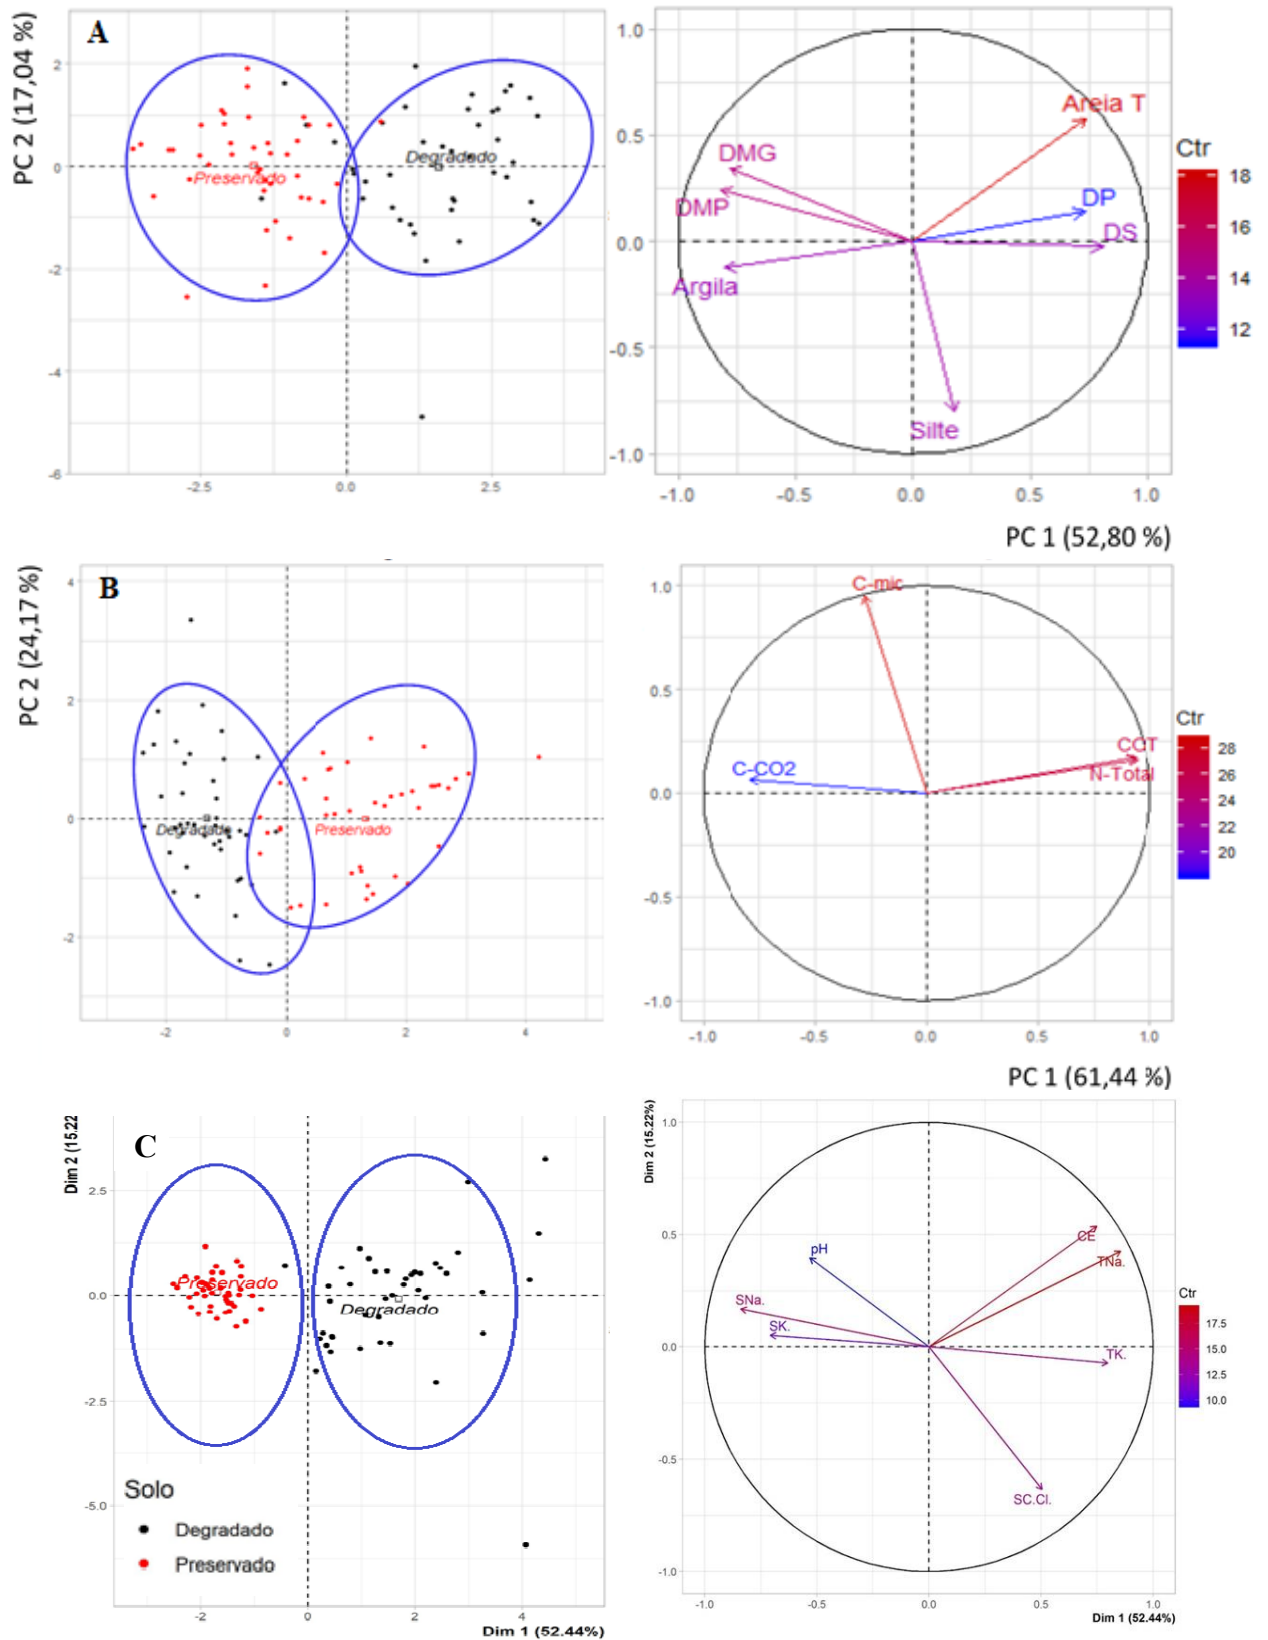 A
PC 2 (17,04 %)
2
0
-2
-4
-6
-2.5
0.0
2.5
Preservado
Degradado
1.0
0.5
0.0
-0.5
-1.0
-1.0
-0.5
0.0
0.5
1.0
Areia T
DMG
DMP
DP
DS
Argila
Silte
Ctr
18
16
14
12
PC 1 (52,80 %)
B
PC 2 (24,17 %)
4
2
0
-2
-2
0
2
4
Degradado
Preservado
1.0
0.5
0.0
-0.5
-1.0
-1.0
-0.5
0.0
0.5
1.0
C-mic
C-CO2
COT
N-Total
Ctr
28
26
24
22
20
PC 1 (61,44 %)
C
Dim 2 (15.22
2.5
0.0
-2.5
-5.0
-2
0
2
4
Preservado
Degradado
Solo
Degradado
Preservado
Dim 1 (52.44%)
Dim 2 (15.22%)
1.0
0.5
0.0
-0.5
-1.0
-1.0
-0.5
0.0
0.5
1.0
pH
CE
TNa.
SNa.
SK.
TK.
SC.Cl.
Ctr
17.5
15.0
12.5
10.0
Dim 1 (52.44%)